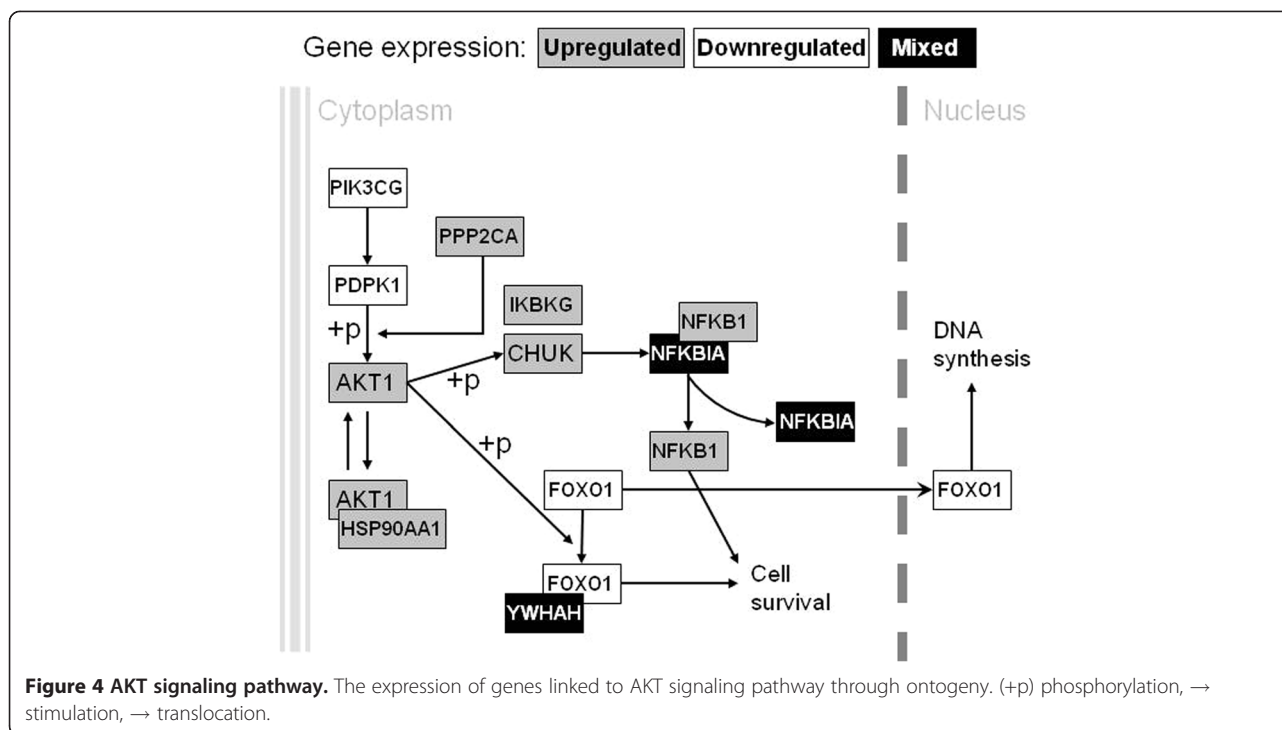 Gene expression: Upregulated Downregulated Mixed
Cytoplasm Nucleus
PIK3CG
PPP2CA
PDPK1
IKBKG
NFKB1
+p
DNA
synthesis
CHUK
NFKBIA
AKT1
+p
NFKBIA
+p
NFKB1
AKT1
HSP90AA1
FOXO1
FOXO1
FOXO1
YWHAH
Cell
survival
Figure 4 AKT signaling pathway. The expression of genes linked to AKT signaling pathway through ontogeny. (+p) phosphorylation, →
stimulation, → translocation.